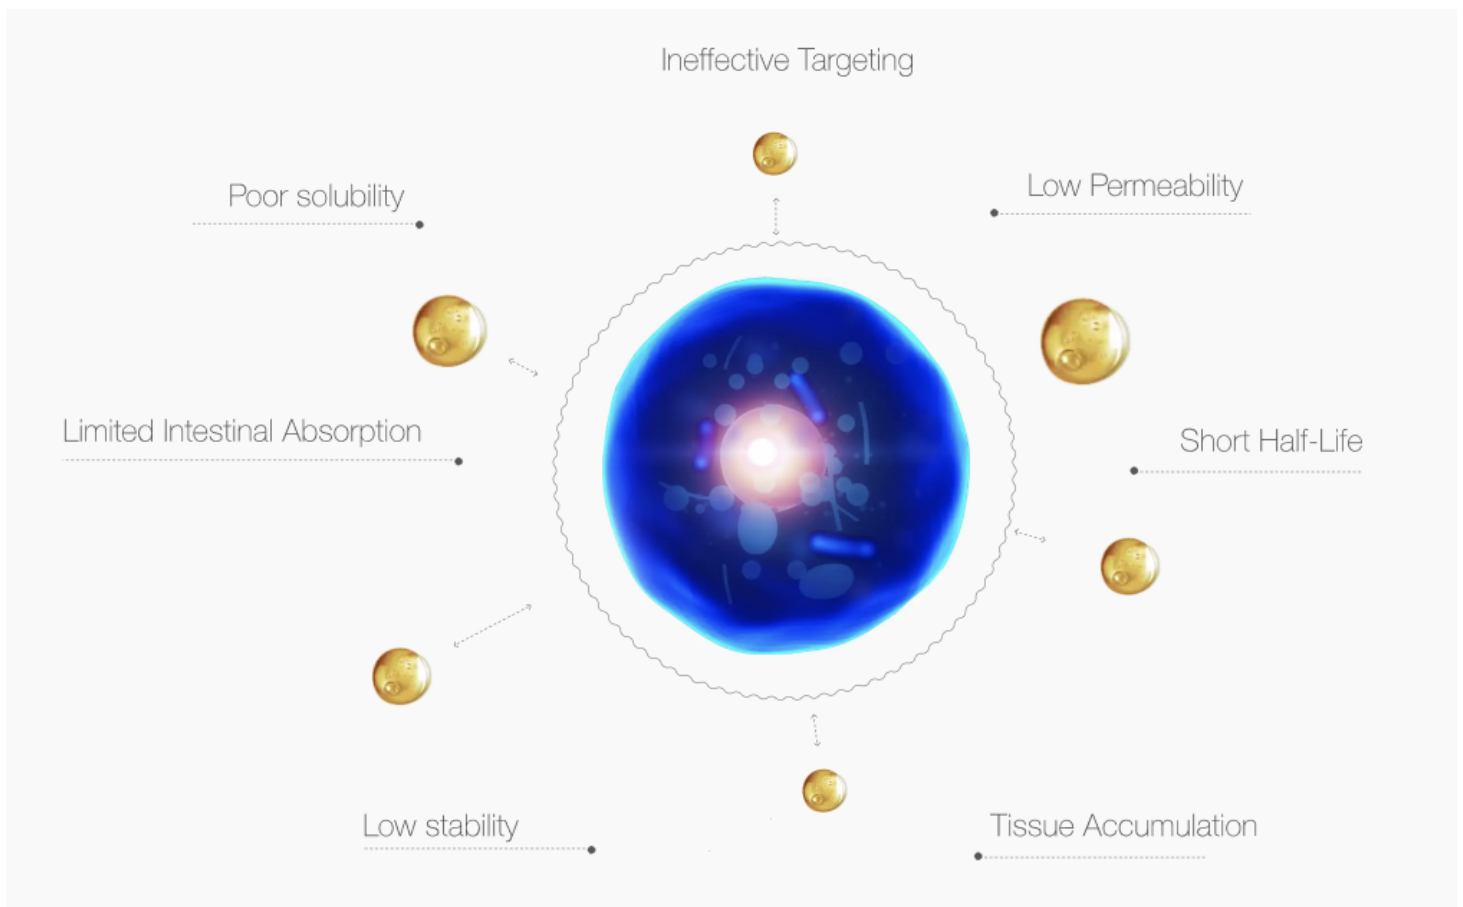 Ineffective Targeting
Poor solubility
Low Permeability
Limited Intestinal Absorption
Short Half-Life
Low stability
Tissue Accumulation